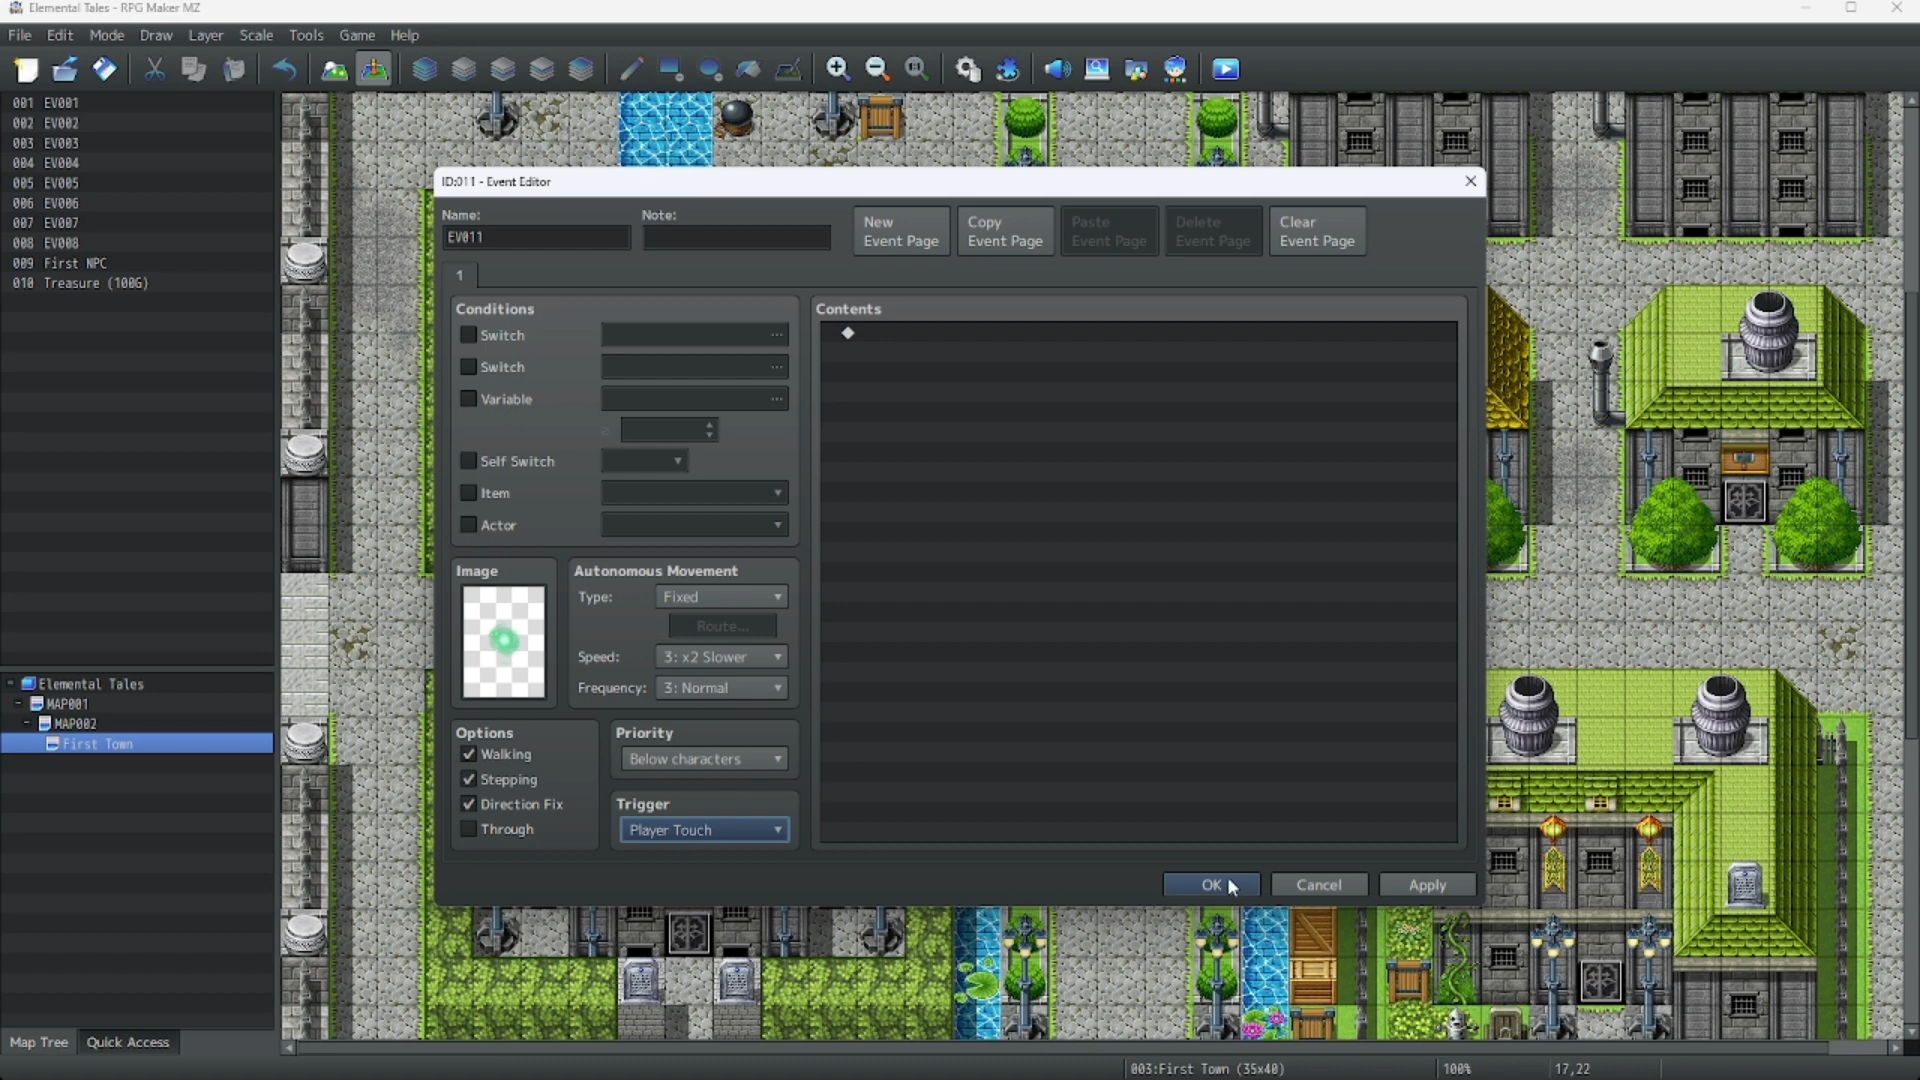 Elemental Tales - RPG Maker MZ
File Edit Mode Draw Layer Scale Tools Game Help
001 EV001
002 EV002
003 EV003
004 EV004
005 EV005
006 EV006
007 EV007
008 EV008
009 First NPC
010 Treasure (100G)
Elemental Tales
MAP001
MAP002
First Town
Map Tree Quick Access
ID:011 - Event Editor
Name: Note:
EV011
New Event Page
Copy Event Page
Paste Event Page
Delete Event Page
Clear Event Page
1
Conditions
Switch ...
Switch ...
Variable ...
≥
Self Switch
Item
Actor
Image
Autonomous Movement
Type: Fixed
Route...
Speed: 3: x2 Slower
Frequency: 3: Normal
Options
Walking
Stepping
Direction Fix
Through
Priority
Below characters
Trigger
Player Touch
Contents
OK Cancel Apply
003:First Town (35x40) 100% 17,22